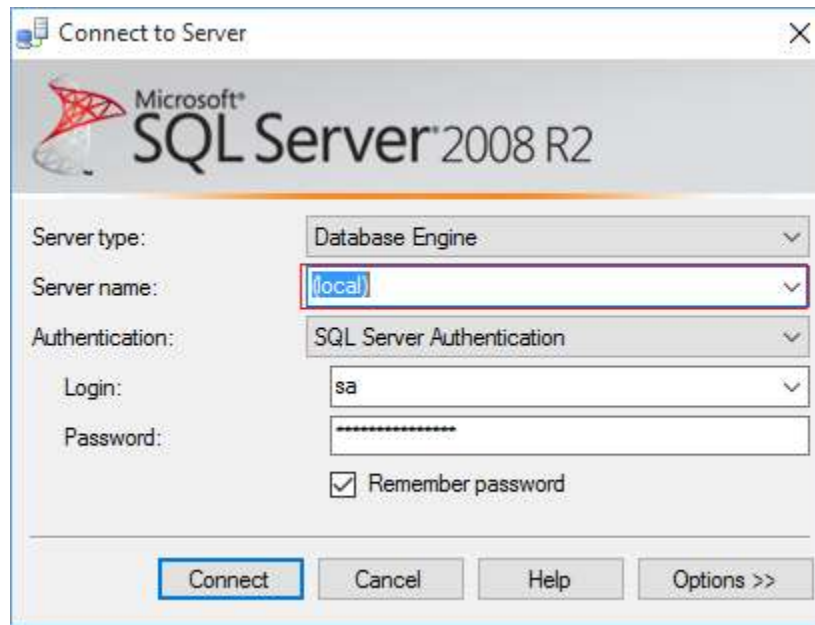 Connect to Server
Microsoft®
SQL Server® 2008 R2
Server type: Database Engine
Server name: (local)
Authentication: SQL Server Authentication
Login: sa
Password: ***************
Remember password
Connect Cancel Help Options >>